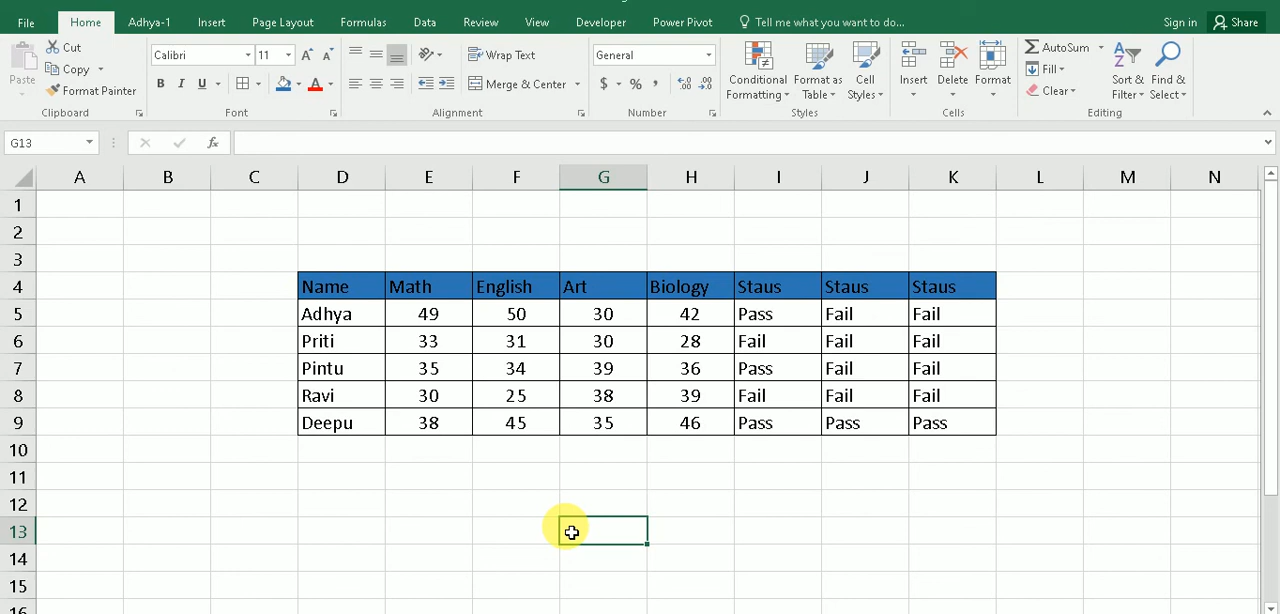 File Home Adhya-1 Insert Page Layout Formulas Data Review View Developer Power Pivot Tell me what you want to do... Sign in Share
Paste Cut Copy Format Painter Clipboard
Calibri 11 A A B I U A Font
Wrap Text Merge & Center Alignment
General $ % , .00 Number
Conditional Formatting Format as Table Cell Styles Styles
Insert Delete Format Cells
AutoSum Fill Clear Sort & Filter Find & Select Editing
G13 fx
A B C D E F G H I J K L M N
1
2
3
4 Name Math English Art Biology Staus Staus Staus
5 Adhya 49 50 30 42 Pass Fail Fail
6 Priti 33 31 30 28 Fail Fail Fail
7 Pintu 35 34 39 36 Pass Fail Fail
8 Ravi 30 25 38 39 Fail Fail Fail
9 Deepu 38 45 35 46 Pass Pass Pass
10
11
12
13
14
15
16